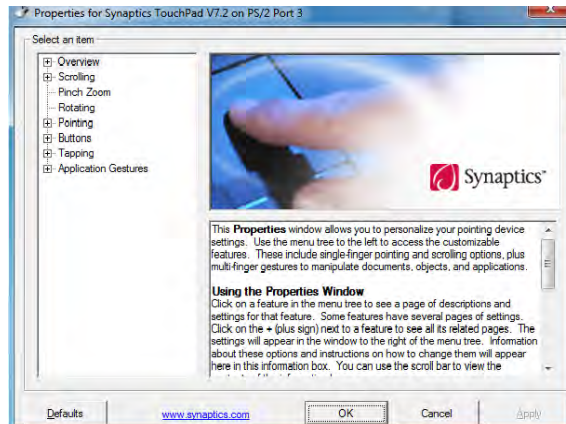 Properties for Synaptics TouchPad V7.2 on PS/2 Port 3
Select an item
Overview
Scrolling
Pinch Zoom
Rotating
Pointing
Buttons
Tapping
Application Gestures
Synaptics™
This Properties window allows you to personalize your pointing device
settings. Use the menu tree to the left to access the customizable
features. These include single-finger pointing and scrolling options, plus
multi-finger gestures to manipulate documents, objects, and applications.
Using the Properties Window
Click on a feature in the menu tree to see a page of descriptions and
settings for that feature. Some features have several pages of settings.
Click on the + (plus sign) next to a feature to see all its related pages. The
settings will appear in the window to the right of the menu tree. Information
about these options and instructions on how to change them will appear
here in this information box. You can use the scroll bar to view the
Defaults
www.synaptics.com
OK
Cancel
Apply